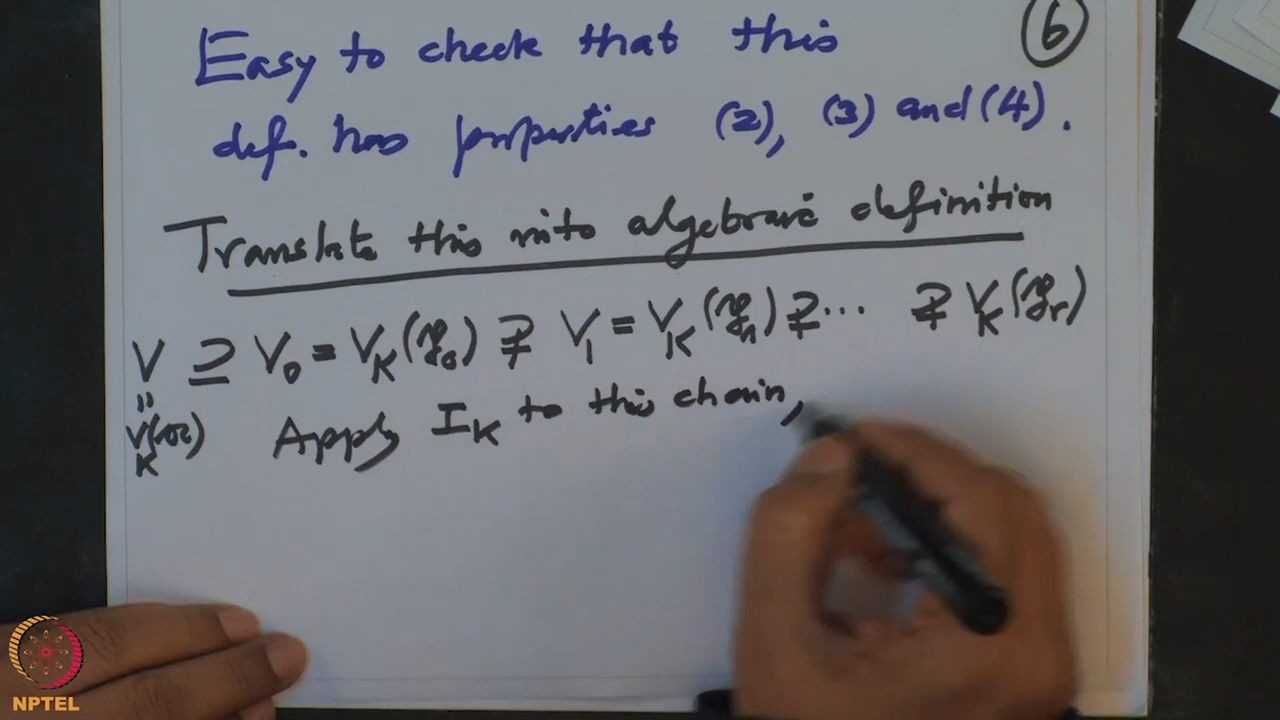 6
Easy to check that this
def. has properties (2), (3) and (4).
Translate this into algebraic definition
V ⊇ V₀ = V_K(𝔭₀) ⊋ V₁ = V_K(𝔭₁) ⊋ ... ⊋ V_K(𝔭_r)
"
V_K(𝔞) Apply I_K to this chain,
NPTEL